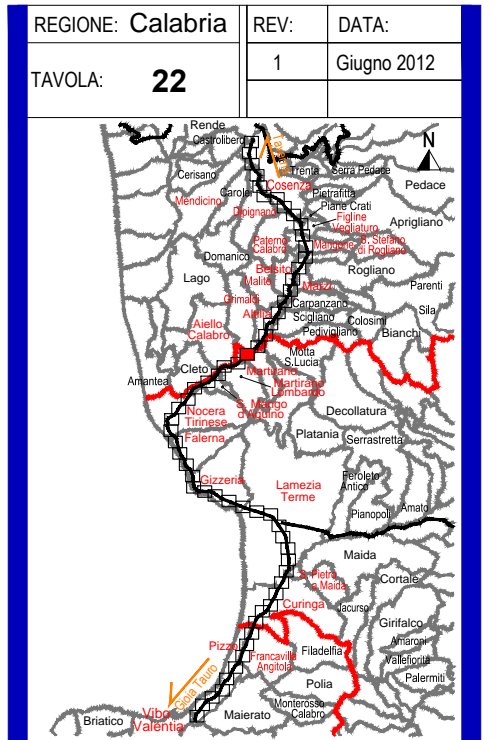 REGIONE: Calabria
REV:
DATA:
TAVOLA: 22
1
Giugno 2012
Rende
Castrolibero
N
Trenta
Serra Pedace
Cerisano
Cosenza
Pedace
Carolei
Pietrafitta
Mendicino
Piane Crati
Dipignano
Figline
Vegliaturo
Aprigliano
Paterno
Calabro
Mangone
S. Stefano
di Rogliano
Domanico
Belsito
Rogliano
Lago
Malito
Marzi
Parenti
Grimaldi
Carpanzano
Altilia
Scigliano
Colosimi
Sila
Aiello
Calabro
Pedivigliano
Bianchi
Motta
S.Lucia
Cleto
Martirano
Amantea
Martirano
Lombardo
S. Mango
d'Aquino
Nocera
Tirinese
Decollatura
Falerna
Platania
Serrastretta
Gizzeria
Lamezia
Terme
Feroleto
Antico
Pianopoli
Amato
Maida
S. Pietro
a Maida
Cortale
Curinga
Jacurso
Girifalco
Pizzo
Amaroni
Francavilla
Angitola
Filadelfia
Vallefiorita
Gioia Tauro
Polia
Palermiti
Vibo
Valentia
Monterosso
Calabro
Briatico
Maierato